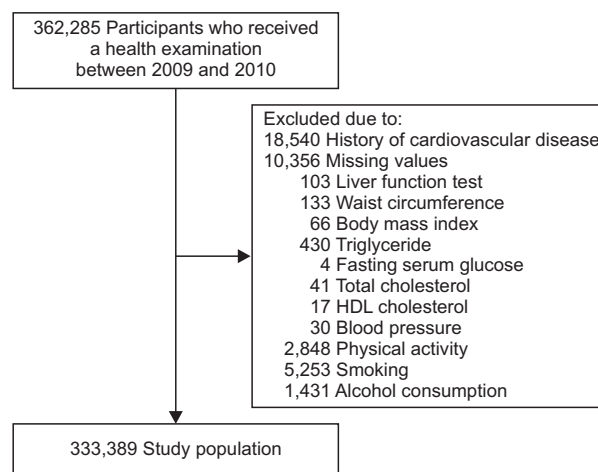 362,285 Participants who received
a health examination
between 2009 and 2010
Excluded due to:
18,540 History of cardiovascular disease
10,356 Missing values
103 Liver function test
133 Waist circumference
66 Body mass index
430 Triglyceride
4 Fasting serum glucose
41 Total cholesterol
17 HDL cholesterol
30 Blood pressure
2,848 Physical activity
5,253 Smoking
1,431 Alcohol consumption
333,389 Study population